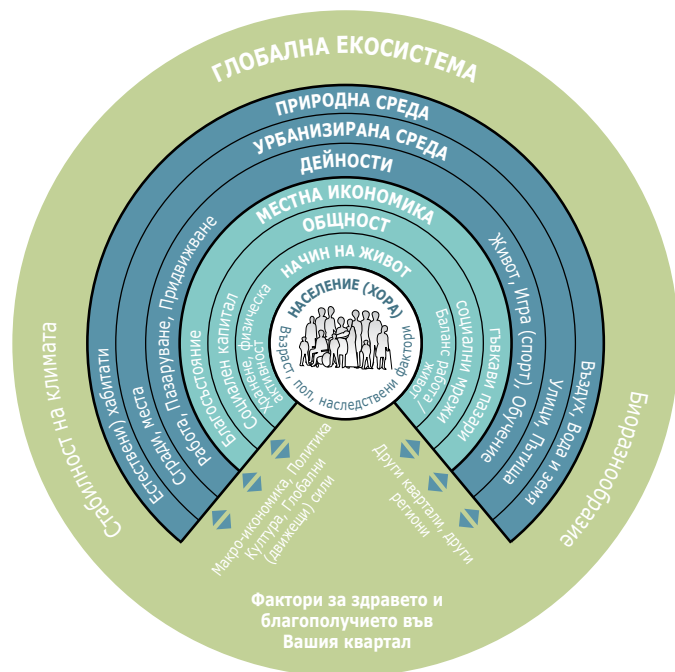 ГЛОБАЛНА ЕКОСИСТЕМА
ПРИРОДНА СРЕДА
УРБАНИЗИРАНА СРЕДА
ДЕЙНОСТИ
МЕСТНА ИКОНОМИКА
ОБЩНОСТ
НАЧИН НА ЖИВОТ
НАСЕЛЕНИЕ (ХОРА)
Възраст, пол, наследствени фактори
Стабилност на климата
Естествени) хабитати
Сгради, места
Работа, Пазаруване, Придвижване
Благосъстояние
Социален капитал
Хранене, физическа
активност
Баланс работа /
живот
социални мрежи
гъвкави пазари
Живот, Игра (спорт), Обучение
Улици, Пътища
Въздух, Вода и земя
Биоразнообразие
Макро-икономика, Политика
Култура, Глобални
(движещи) сили
Други квартали, други
региони
Фактори за здравето и
благополучието във
Вашия квартал